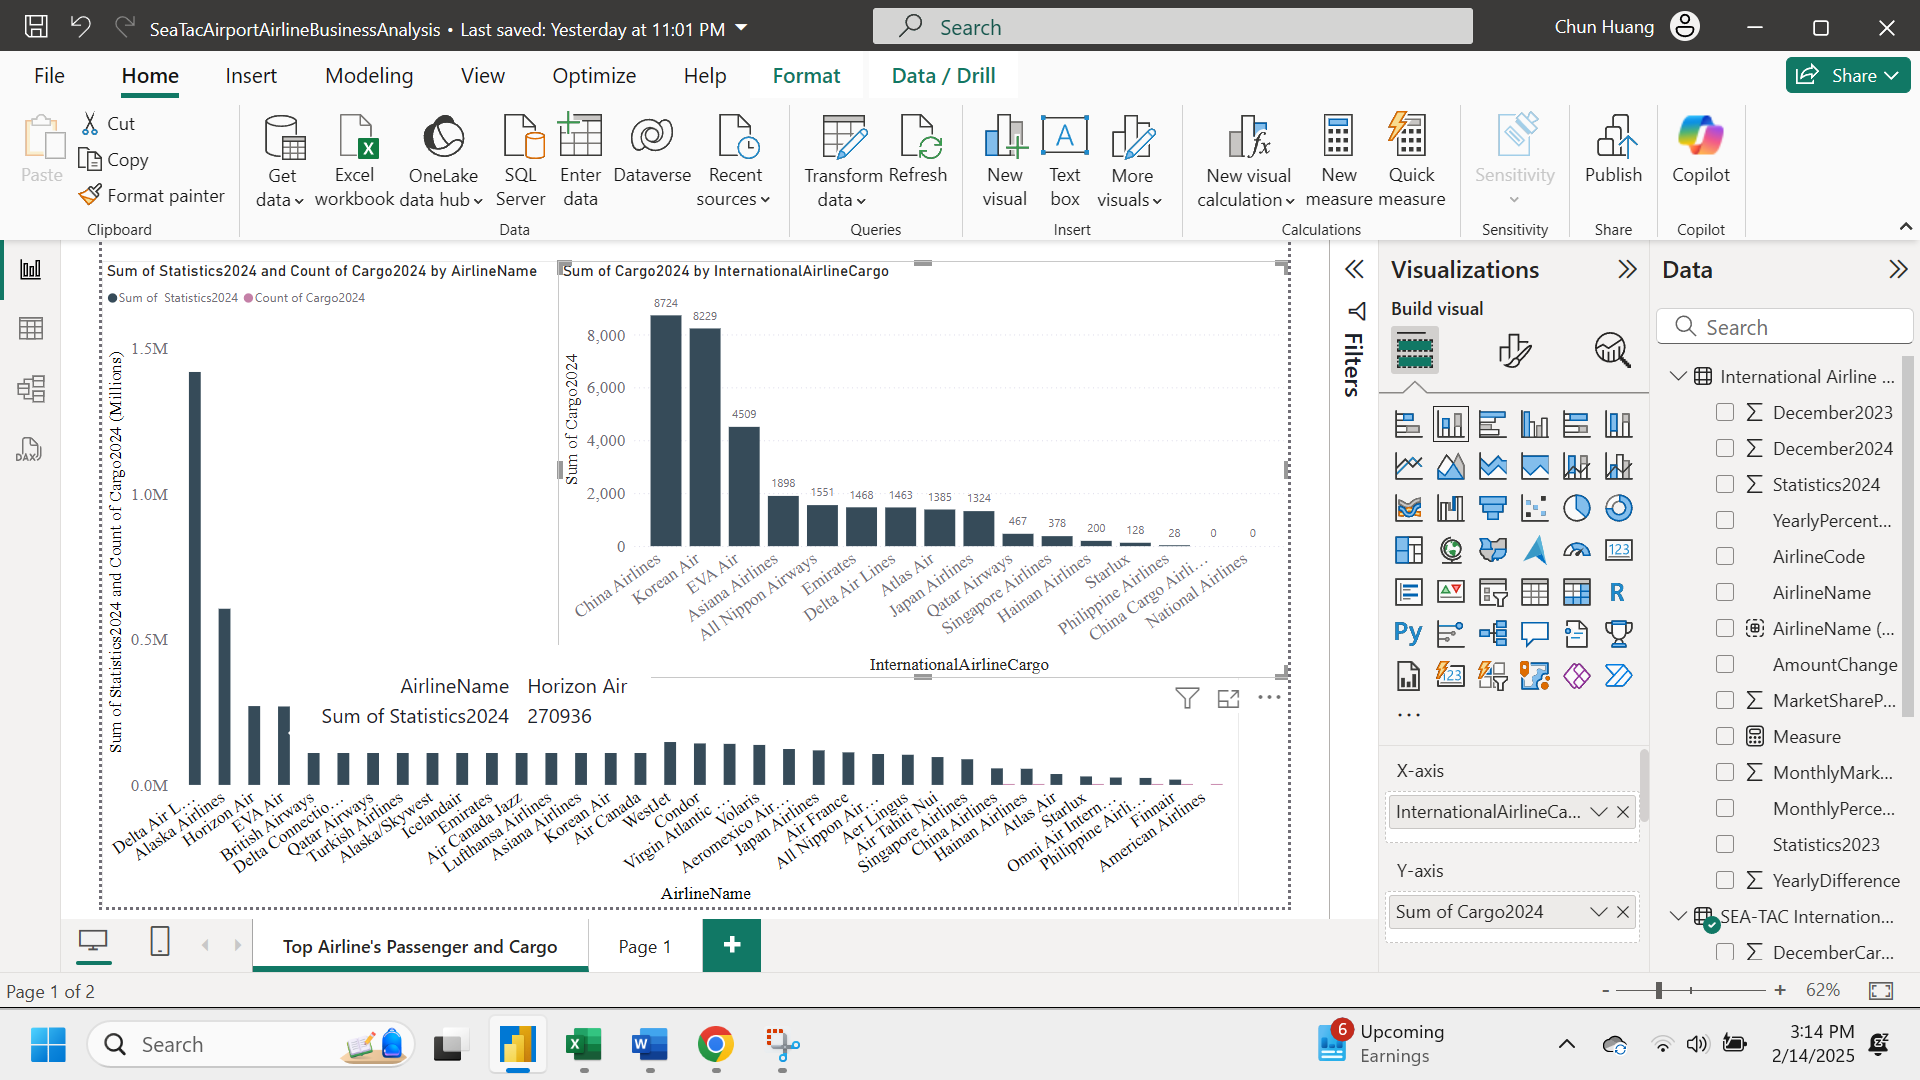 SeaTacAirportAirlineBusinessAnalysis • Last saved: Yesterday at 11:01 PM
Search
Chun Huang
File Home Insert Modeling View Optimize Help Format Data / Drill
Share
Paste
Cut
Copy
Format painter
Clipboard
Get data
Excel workbook
OneLake data hub
SQL Server
Enter data
Dataverse
Recent sources
Data
Transform data
Refresh
Queries
New visual
Text box
More visuals
Insert
New visual calculation
New measure
Quick measure
Calculations
Sensitivity
Sensitivity
Publish
Share
Copilot
Copilot
DAX
Sum of Statistics2024 and Count of Cargo2024 by AirlineName
Sum of Statistics2024 Count of Cargo2024
Sum of Statistics2024 and Count of Cargo2024 (Millions)
1.5M
1.0M
0.5M
0.0M
Delta Air L...
Alaska Airlines
Horizon Air
EVA Air
British Airways
Delta Connectio...
Qatar Airways
Turkish Airlines
Alaska/Skywest
Icelandair
Emirates
Air Canada Jazz
Lufthansa Airlines
Asiana Airlines
Korean Air
Air Canada
WestJet
Condor
Virgin Atlantic ...
Volaris
Aeromexico Air...
Japan Airlines
Air France
All Nippon Air...
Aer Lingus
Air Tahiti Nui
Singapore Airlines
China Airlines
Hainan Airlines
Atlas Air
Starlux
Omni Air Intern...
Philippine Airli...
Finnair
American Airlines
AirlineName
AirlineName Horizon Air
Sum of Statistics2024 270936
Sum of Cargo2024 by InternationalAirlineCargo
Sum of Cargo2024
8,000
6,000
4,000
2,000
0
8724
8229
4509
1898
1551
1468
1463
1385
1324
467
378
200
128
28
0
0
China Airlines
Korean Air
EVA Air
Asiana Airlines
All Nippon Airways
Emirates
Delta Air Lines
Atlas Air
Japan Airlines
Qatar Airways
Singapore Airlines
Hainan Airlines
Starlux
Philippine Airlines
China Cargo Airli...
National Airlines
InternationalAirlineCargo
Filters
Visualizations
Build visual
123
R
Py
123
...
X-axis
InternationalAirlineCa...
Y-axis
Sum of Cargo2024
Data
Search
International Airline ...
December2023
December2024
Statistics2024
YearlyPercent...
AirlineCode
AirlineName
AirlineName (...
AmountChange
MarketShareP...
Measure
MonthlyMark...
MonthlyPerce...
Statistics2023
YearlyDifference
SEA-TAC Internation...
DecemberCar...
Top Airline's Passenger and Cargo
Page 1
+
Page 1 of 2
- + 62%
Search
6
Upcoming
Earnings
3:14 PM
2/14/2025